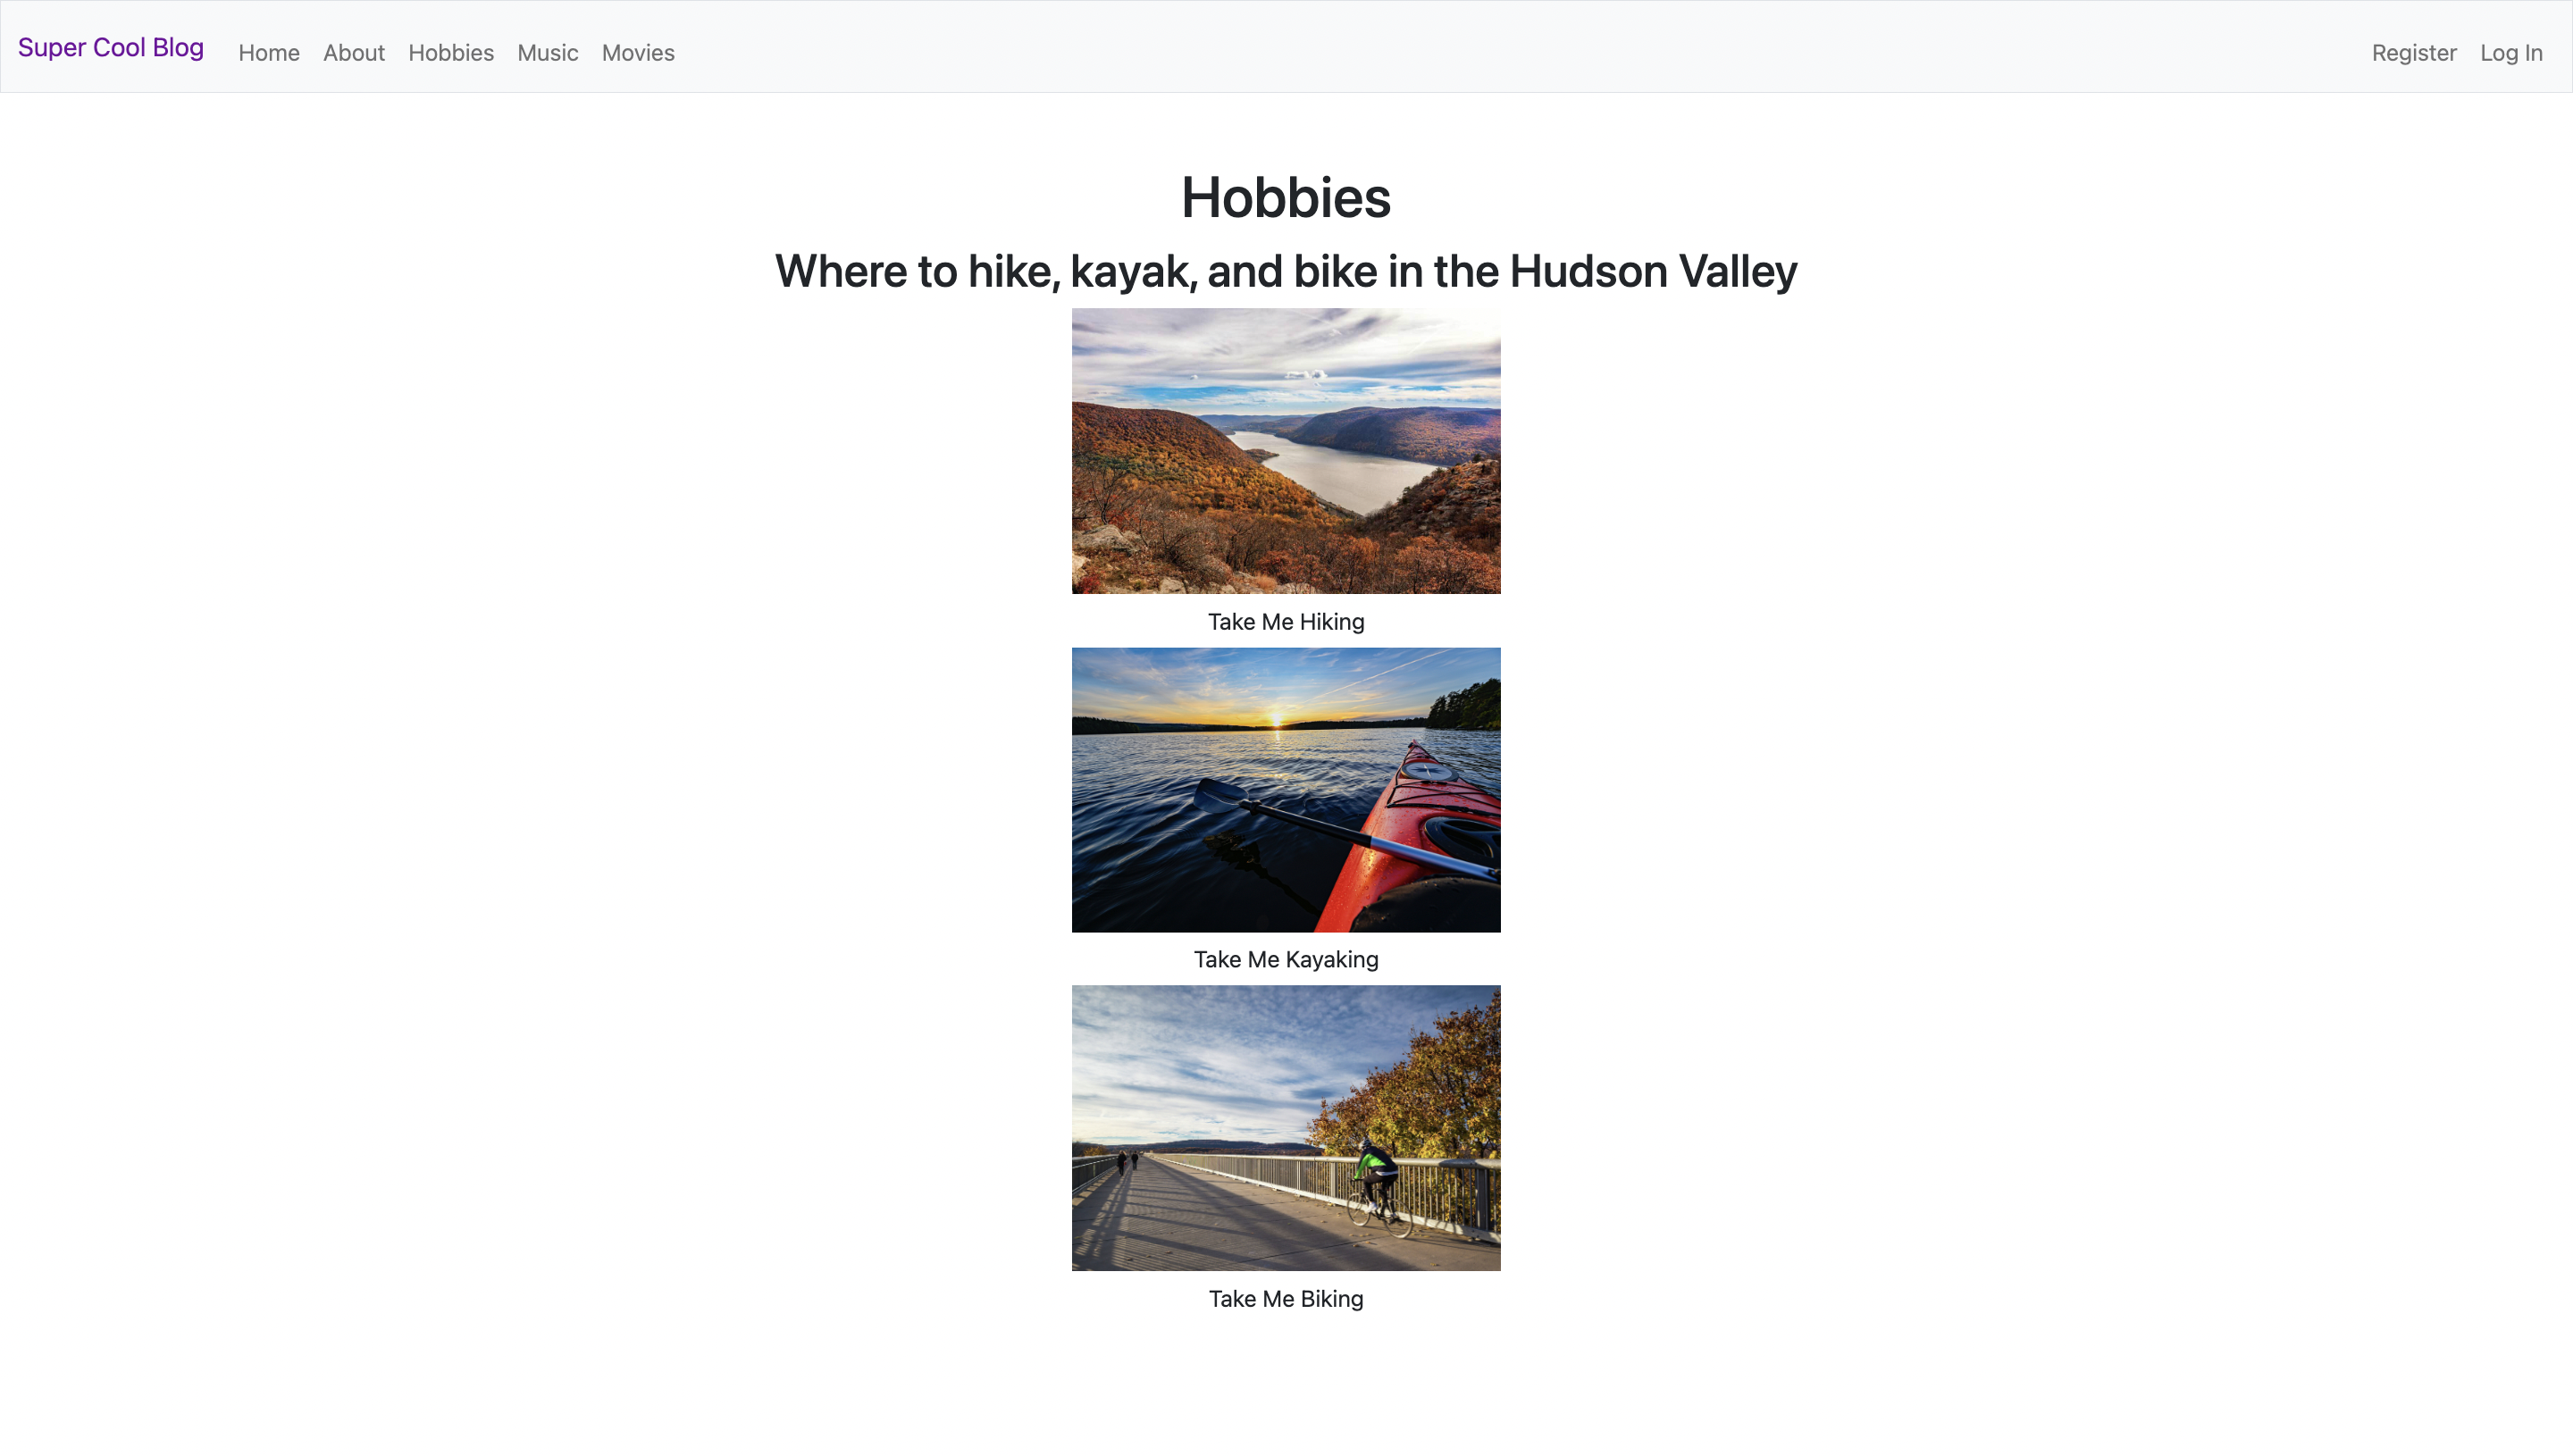 Super Cool Blog Home About Hobbies Music Movies Register Log In
Hobbies
Where to hike, kayak, and bike in the Hudson Valley
Take Me Hiking
Take Me Kayaking
Take Me Biking